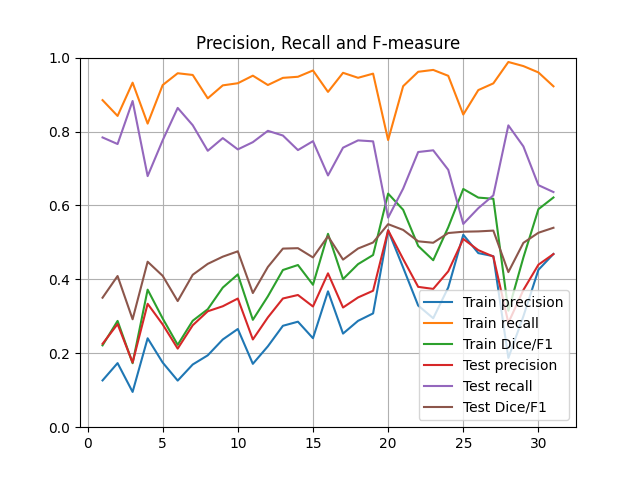 Precision, Recall and F-measure
1.0
0.8
0.6
0.4
0.2
0.0
0 5 10 15 20 25 30
Train precision
Train recall
Train Dice/F1
Test precision
Test recall
Test Dice/F1